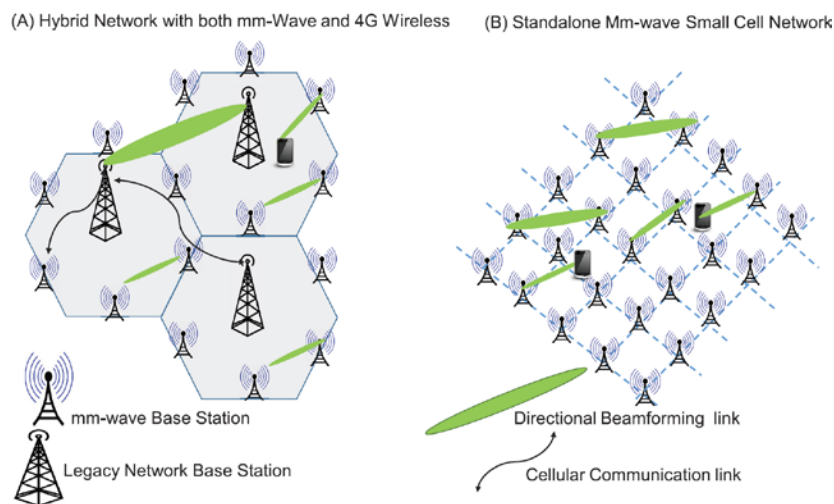 (A) Hybrid Network with both mm-Wave and 4G Wireless
(B) Standalone Mm-wave Small Cell Network
mm-wave Base Station
Legacy Network Base Station
Directional Beamforming link
Cellular Communication link